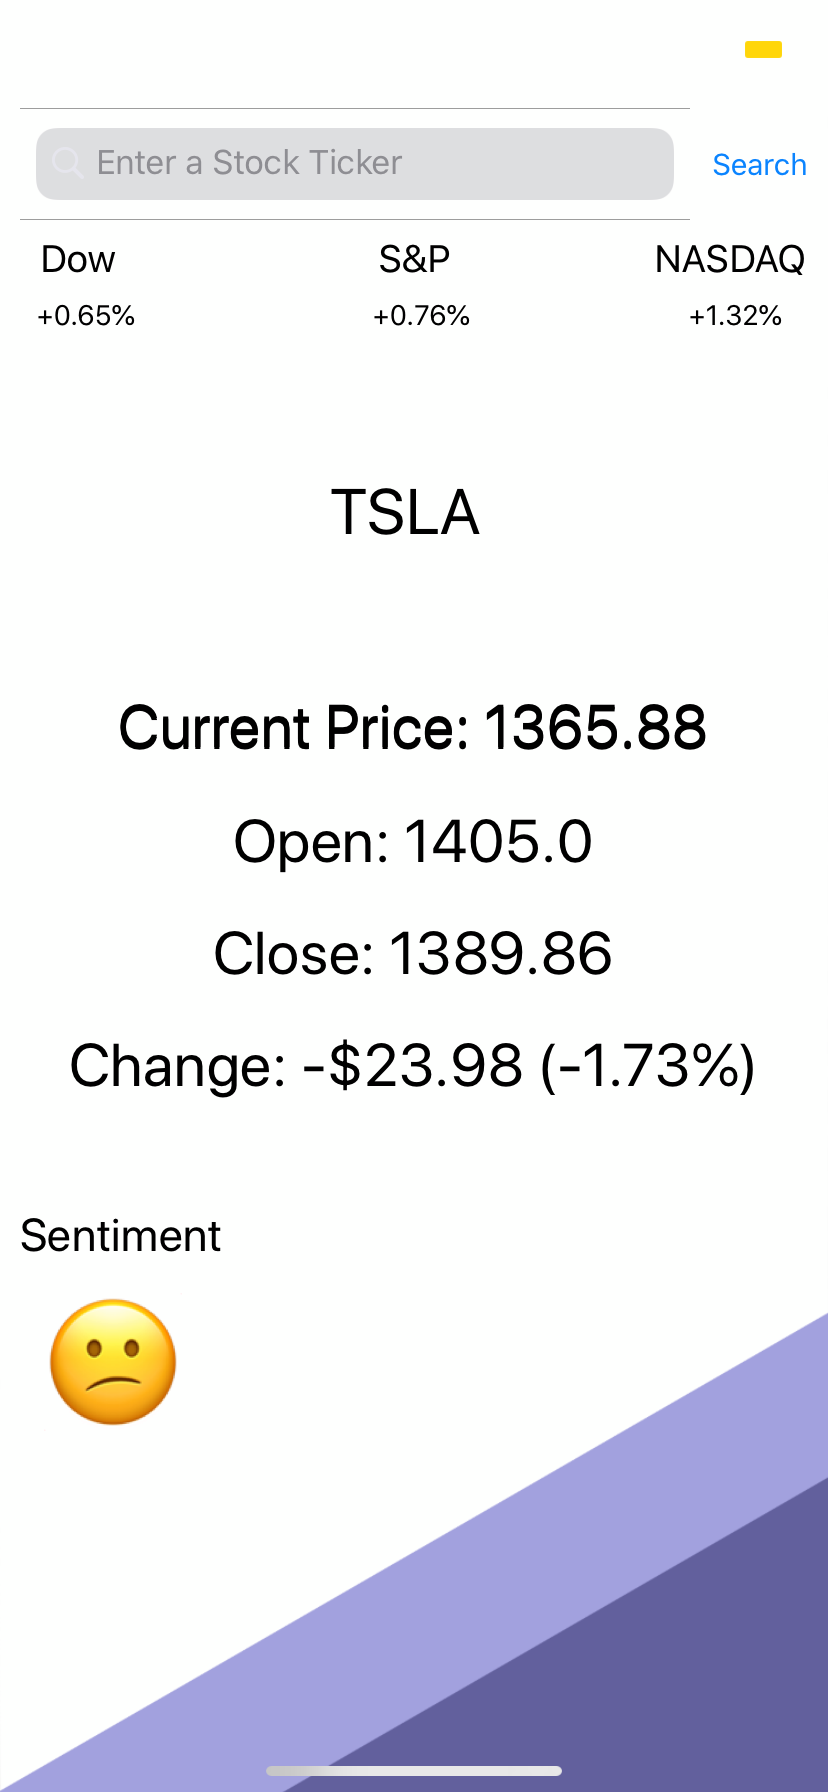 Enter a Stock Ticker
Search
Dow
S&P
NASDAQ
+0.65%
+0.76%
+1.32%
TSLA
Current Price: 1365.88
Open: 1405.0
Close: 1389.86
Change: -$23.98 (-1.73%)
Sentiment